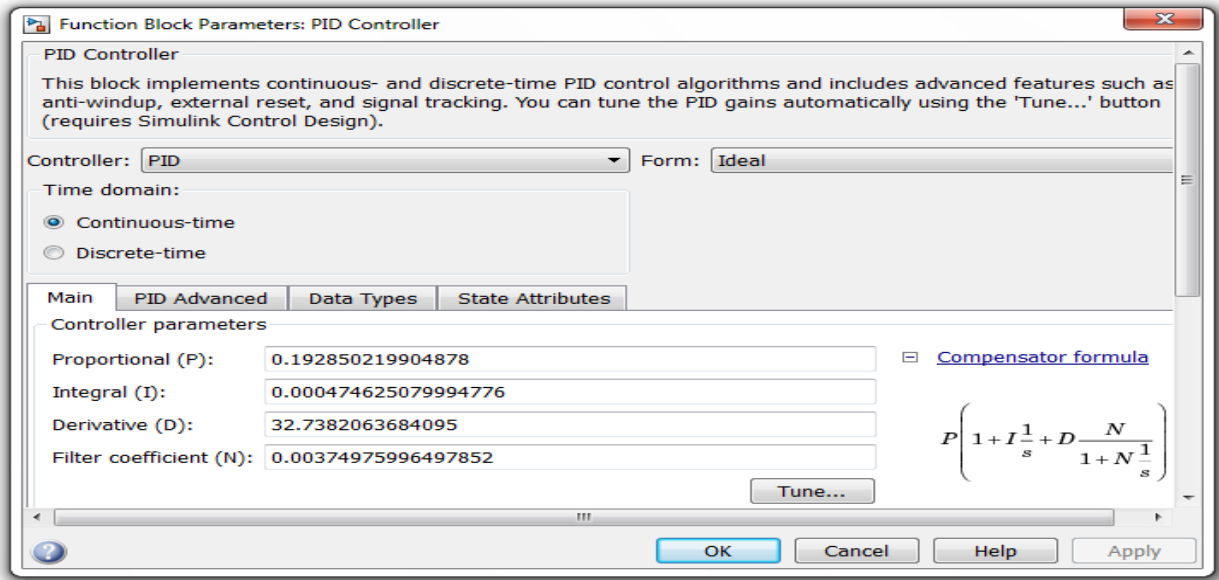 Function Block Parameters: PID Controller
PID Controller
This block implements continuous- and discrete-time PID control algorithms and includes advanced features such as
anti-windup, external reset, and signal tracking. You can tune the PID gains automatically using the 'Tune...' button
(requires Simulink Control Design).
Controller: PID Form: Ideal
Time domain:
Continuous-time
Discrete-time
Main PID Advanced Data Types State Attributes
Controller parameters
Proportional (P): 0.192850219904878 Compensator formula
Integral (I): 0.000474625079994776
Derivative (D): 32.7382063684095
Filter coefficient (N): 0.00374975996497852
P(1+I 1/s + D N/(1+N 1/s))
Tune...
OK Cancel Help Apply